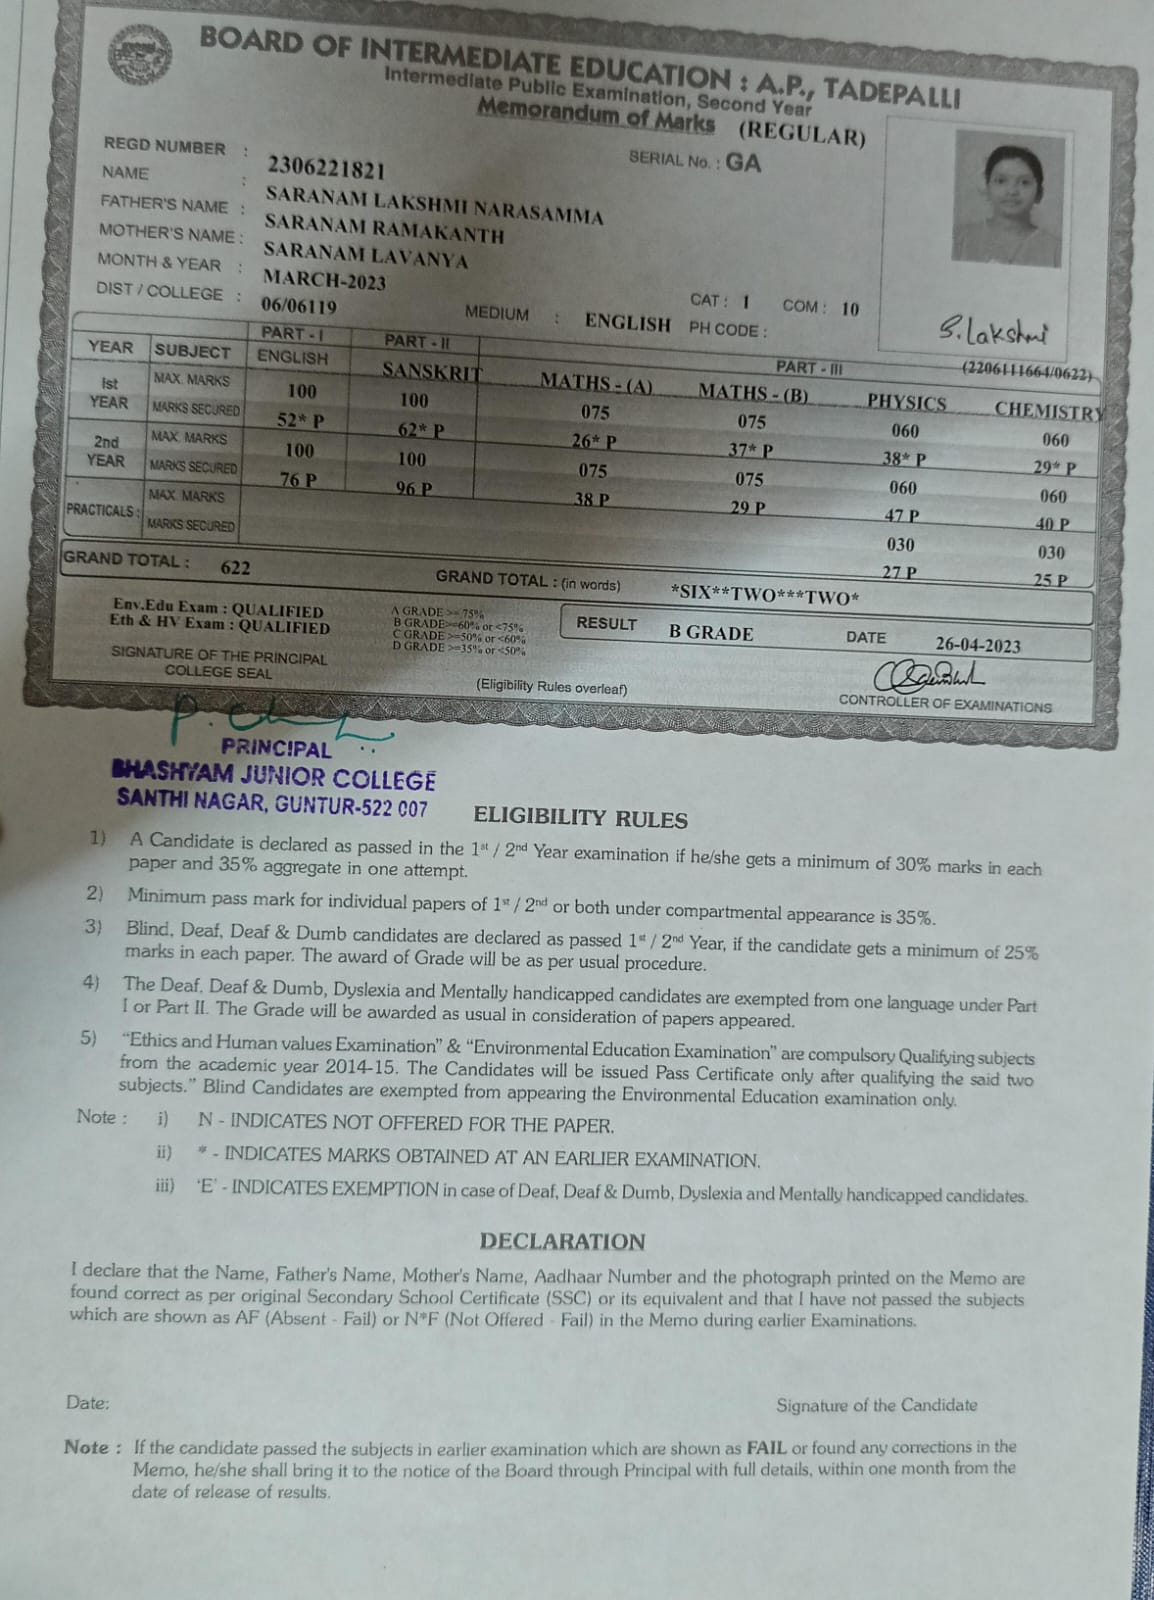 BOARD OF INTERMEDIATE EDUCATION : A.P., TADEPALLI
Intermediate Public Examination, Second Year
Memorandum of Marks (REGULAR)
SERIAL No. : GA
REGD NUMBER : 2306221821
NAME : SARANAM LAKSHMI NARASAMMA
FATHER'S NAME : SARANAM RAMAKANTH
MOTHER'S NAME : SARANAM LAVANYA
MONTH & YEAR : MARCH-2023
DIST / COLLEGE : 06/06119
MEDIUM : ENGLISH
CAT : 1 COM : 10
PH CODE :
S.Lakshmi
(2206111664/0622)
YEAR SUBJECT PART - I PART - II PART - III
ENGLISH SANSKRIT MATHS - (A) MATHS - (B) PHYSICS CHEMISTRY
Ist YEAR MAX. MARKS 100 100 075 075 060 060
MARKS SECURED 52* P 62* P 26* P 37* P 38* P 29* P
2nd YEAR MAX. MARKS 100 100 075 075 060 060
MARKS SECURED 76 P 96 P 38 P 29 P 47 P 40 P
PRACTICALS : MAX. MARKS 030 030
MARKS SECURED 27 P 25 P
GRAND TOTAL : 622 GRAND TOTAL : (in words) *SIX**TWO***TWO*
Env.Edu Exam : QUALIFIED
Eth & HV Exam : QUALIFIED
A GRADE >= 75%
B GRADE>=60% or <75%
C GRADE >=50% or <60%
D GRADE >=35% or <50%
RESULT B GRADE DATE 26-04-2023
SIGNATURE OF THE PRINCIPAL
COLLEGE SEAL
(Eligibility Rules overleaf)
CONTROLLER OF EXAMINATIONS
PRINCIPAL
BHASHYAM JUNIOR COLLEGE
SANTHI NAGAR, GUNTUR-522 007
ELIGIBILITY RULES
1) A Candidate is declared as passed in the 1st / 2nd Year examination if he/she gets a minimum of 30% marks in each
paper and 35% aggregate in one attempt.
2) Minimum pass mark for individual papers of 1st / 2nd or both under compartmental appearance is 35%.
3) Blind, Deaf, Deaf & Dumb candidates are declared as passed 1st / 2nd Year, if the candidate gets a minimum of 25%
marks in each paper. The award of Grade will be as per usual procedure.
4) The Deaf, Deaf & Dumb, Dyslexia and Mentally handicapped candidates are exempted from one language under Part
I or Part II. The Grade will be awarded as usual in consideration of papers appeared.
5) "Ethics and Human values Examination" & "Environmental Education Examination" are compulsory Qualifying subjects
from the academic year 2014-15. The Candidates will be issued Pass Certificate only after qualifying the said two
subjects." Blind Candidates are exempted from appearing the Environmental Education examination only.
Note : i) N - INDICATES NOT OFFERED FOR THE PAPER.
ii) * - INDICATES MARKS OBTAINED AT AN EARLIER EXAMINATION.
iii) 'E' - INDICATES EXEMPTION in case of Deaf, Deaf & Dumb, Dyslexia and Mentally handicapped candidates.
DECLARATION
I declare that the Name, Father's Name, Mother's Name, Aadhaar Number and the photograph printed on the Memo are
found correct as per original Secondary School Certificate (SSC) or its equivalent and that I have not passed the subjects
which are shown as AF (Absent - Fail) or N*F (Not Offered - Fail) in the Memo during earlier Examinations.
Date: Signature of the Candidate
Note : If the candidate passed the subjects in earlier examination which are shown as FAIL or found any corrections in the
Memo, he/she shall bring it to the notice of the Board through Principal with full details, within one month from the
date of release of results.